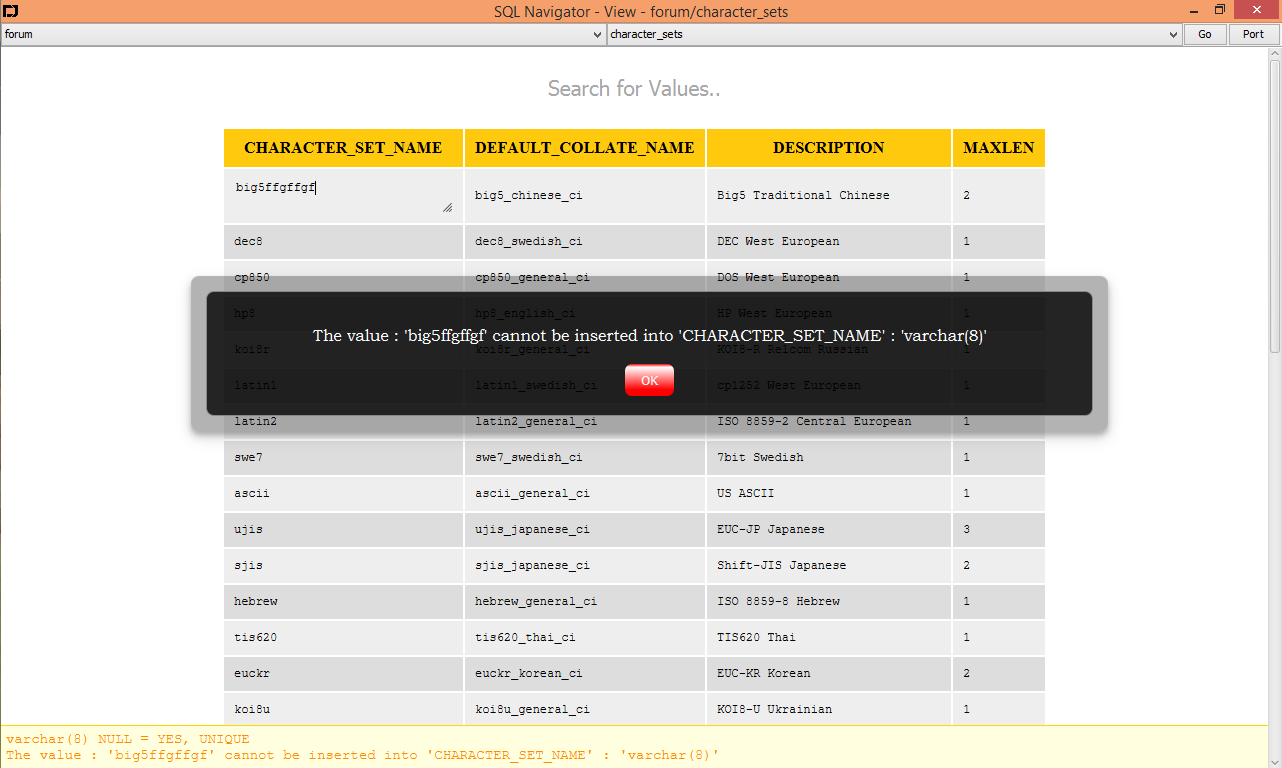 SQL Navigator - View - forum/character_sets
forum character_sets Go Port
Search for Values..
CHARACTER_SET_NAME DEFAULT_COLLATE_NAME DESCRIPTION MAXLEN
big5ffgffgf big5_chinese_ci Big5 Traditional Chinese 2
dec8 dec8_swedish_ci DEC West European 1
cp850 cp850_general_ci DOS West European 1
hp8 hp8_english_ci HP West European 1
The value : 'big5ffgffgf' cannot be inserted into 'CHARACTER_SET_NAME' : 'varchar(8)'
koi8r koi8r_general_ci KOI8-R Relcom Russian 1
OK
latin1 latin1_swedish_ci cp1252 West European 1
latin2 latin2_general_ci ISO 8859-2 Central European 1
swe7 swe7_swedish_ci 7bit Swedish 1
ascii ascii_general_ci US ASCII 1
ujis ujis_japanese_ci EUC-JP Japanese 3
sjis sjis_japanese_ci Shift-JIS Japanese 2
hebrew hebrew_general_ci ISO 8859-8 Hebrew 1
tis620 tis620_thai_ci TIS620 Thai 1
euckr euckr_korean_ci EUC-KR Korean 2
koi8u koi8u_general_ci KOI8-U Ukrainian 1
varchar(8) NULL = YES, UNIQUE
The value : 'big5ffgffgf' cannot be inserted into 'CHARACTER_SET_NAME' : 'varchar(8)'